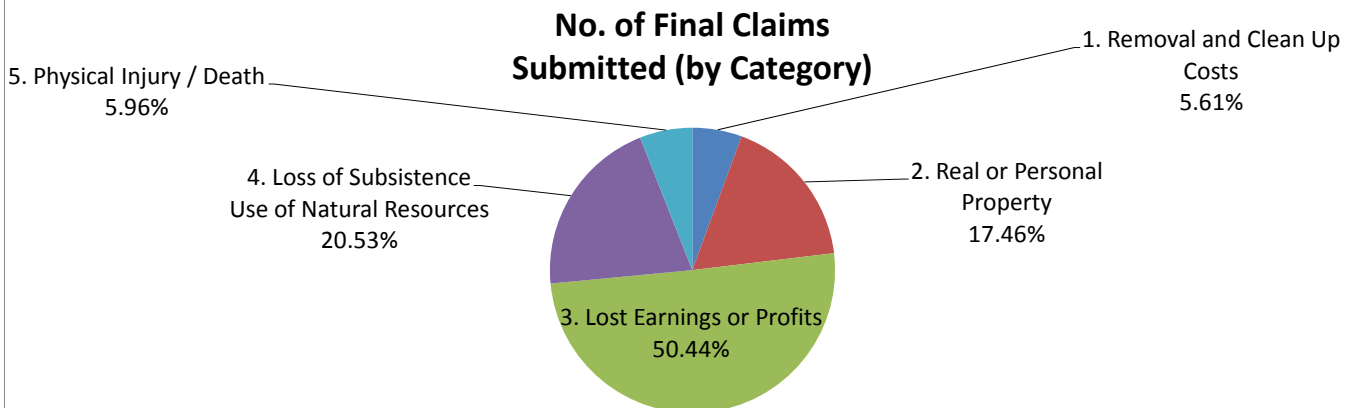 No. of Final Claims
Submitted (by Category)
1. Removal and Clean Up
Costs
5.61%
5. Physical Injury / Death
5.96%
2. Real or Personal
Property
17.46%
4. Loss of Subsistence
Use of Natural Resources
20.53%
3. Lost Earnings or Profits
50.44%